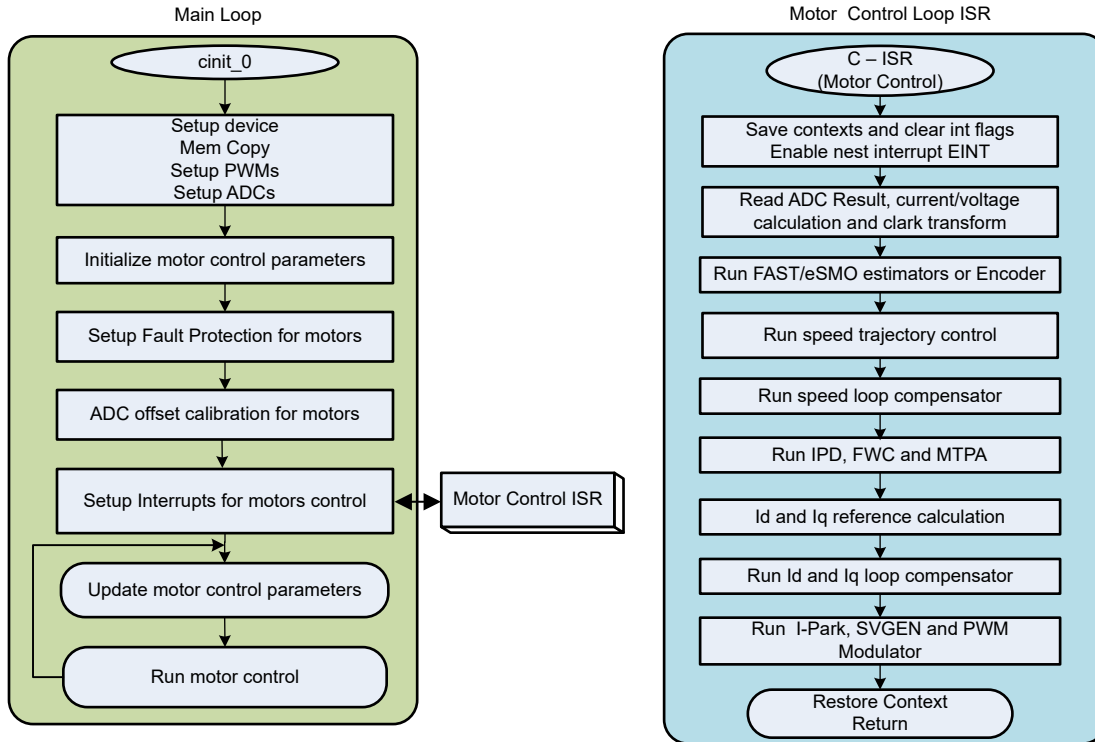 Main Loop
cinit_0
Setup device
Mem Copy
Setup PWMs
Setup ADCs
Initialize motor control parameters
Setup Fault Protection for motors
ADC offset calibration for motors
Setup Interrupts for motors control
Motor Control ISR
Update motor control parameters
Run motor control
Motor Control Loop ISR
C – ISR
(Motor Control)
Save contexts and clear int flags
Enable nest interrupt EINT
Read ADC Result, current/voltage
calculation and clark transform
Run FAST/eSMO estimators or Encoder
Run speed trajectory control
Run speed loop compensator
Run IPD, FWC and MTPA
Id and Iq reference calculation
Run Id and Iq loop compensator
Run I-Park, SVGEN and PWM
Modulator
Restore Context
Return